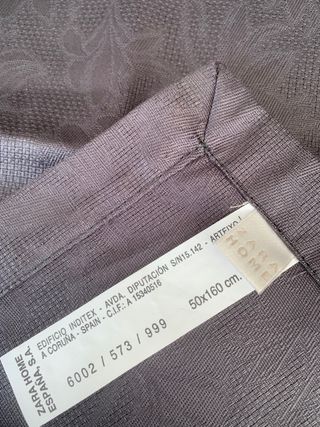 ZARA
HOME
ZARA HOME
ESPAÑA, S.A.
EDIFICIO INDITEX - AVDA. DIPUTACIÓN S/N15.142 - ARTEIXO
A CORUÑA - SPAIN - C.I.F.: A 15340516
6002 / 573 / 999
50x160 cm.